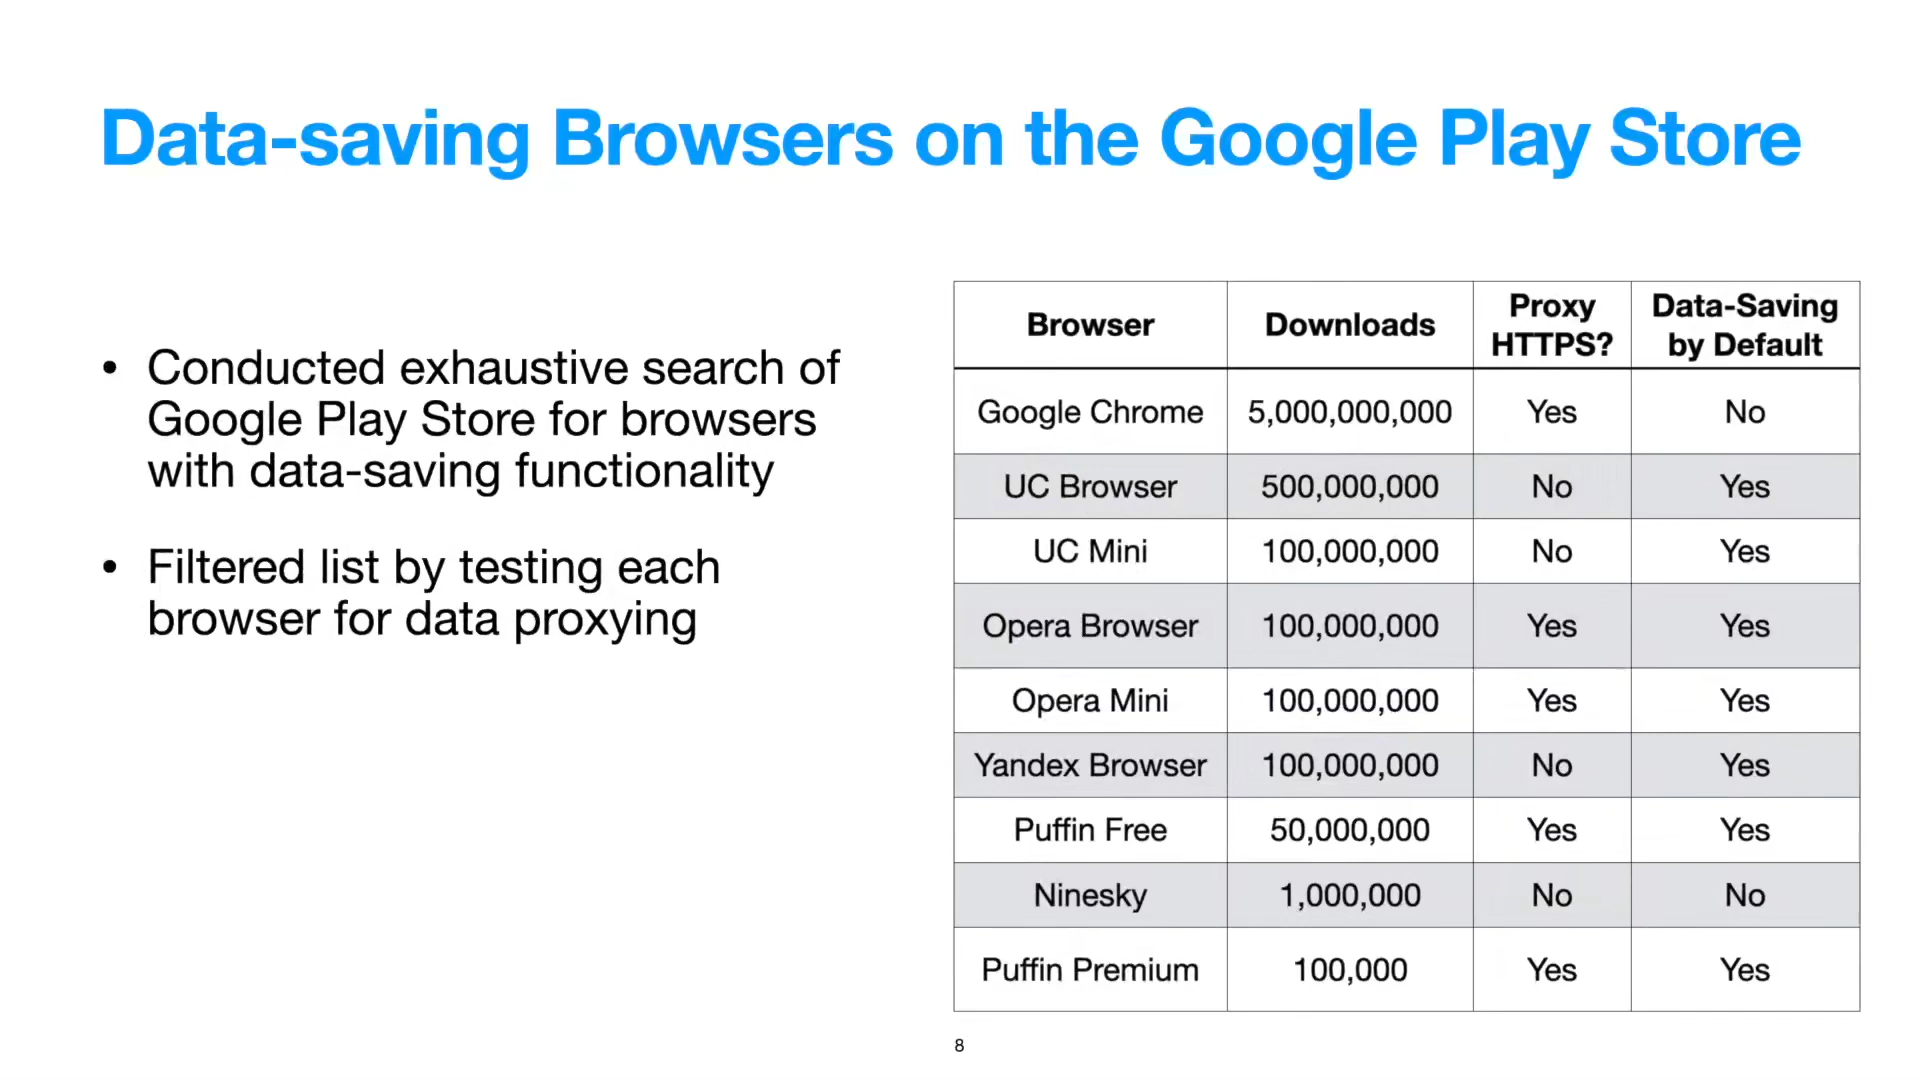 Data-saving Browsers on the Google Play Store
• Conducted exhaustive search of
Google Play Store for browsers
with data-saving functionality
• Filtered list by testing each
browser for data proxying
Browser Downloads Proxy HTTPS? Data-Saving by Default
Google Chrome 5,000,000,000 Yes No
UC Browser 500,000,000 No Yes
UC Mini 100,000,000 No Yes
Opera Browser 100,000,000 Yes Yes
Opera Mini 100,000,000 Yes Yes
Yandex Browser 100,000,000 No Yes
Puffin Free 50,000,000 Yes Yes
Ninesky 1,000,000 No No
Puffin Premium 100,000 Yes Yes
8